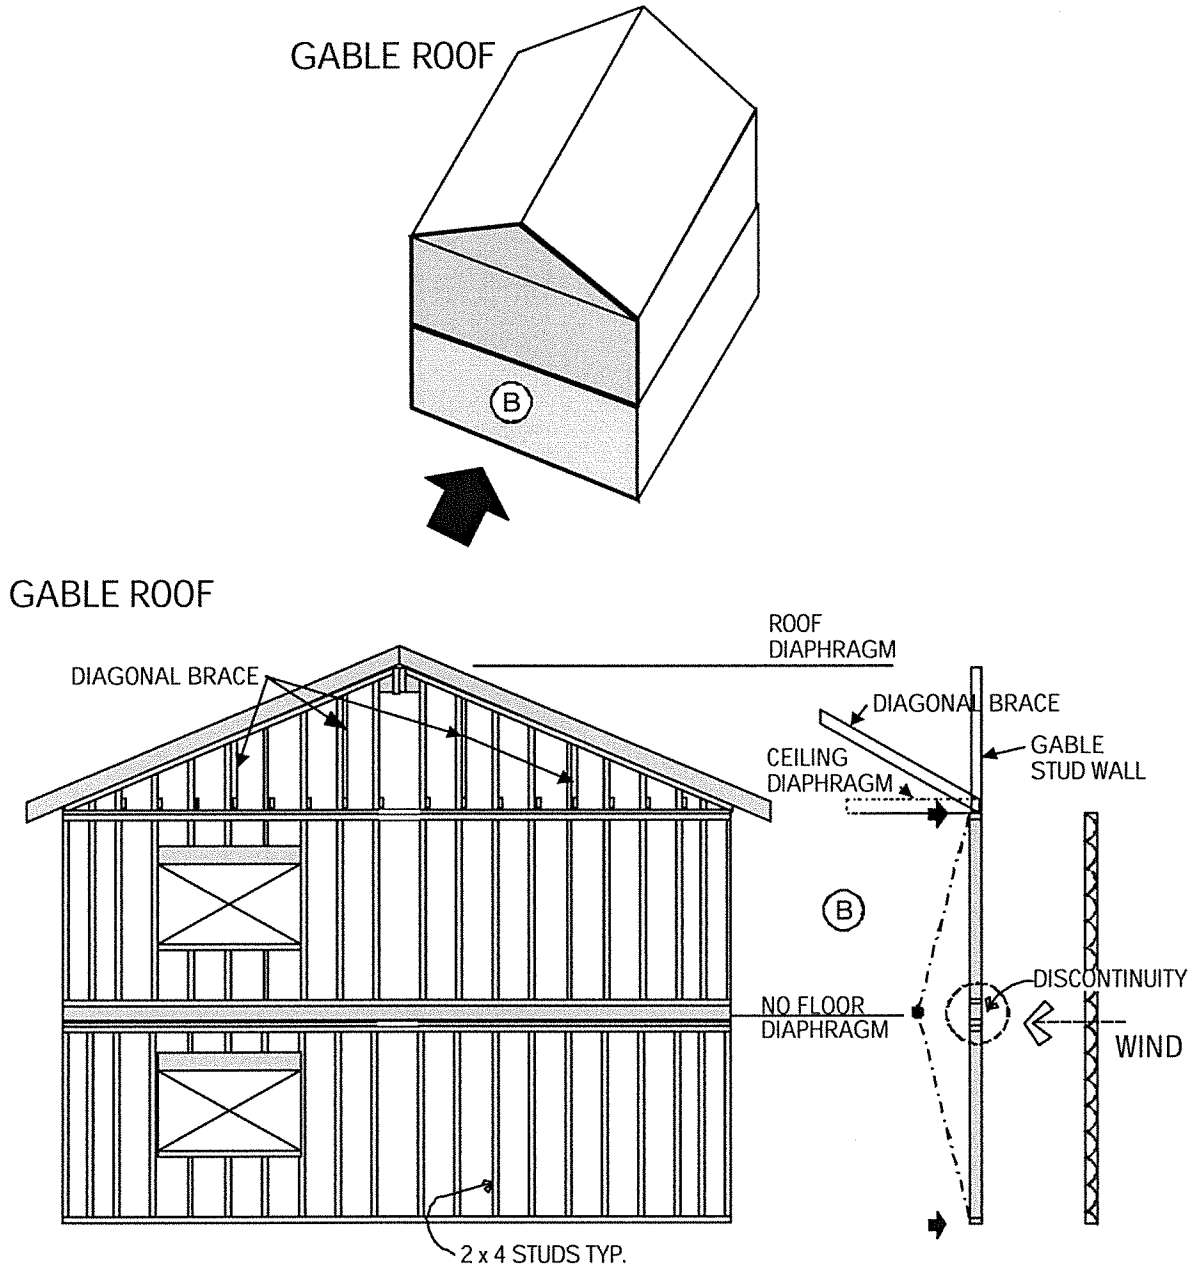 GABLE ROOF
B
GABLE ROOF
ROOF
DIAPHRAGM
DIAGONAL BRACE
DIAGONAL BRACE
GABLE
STUD WALL
CEILING
DIAPHRAGM
B
DISCONTINUITY
NO FLOOR
DIAPHRAGM
WIND
2 x 4 STUDS TYP.